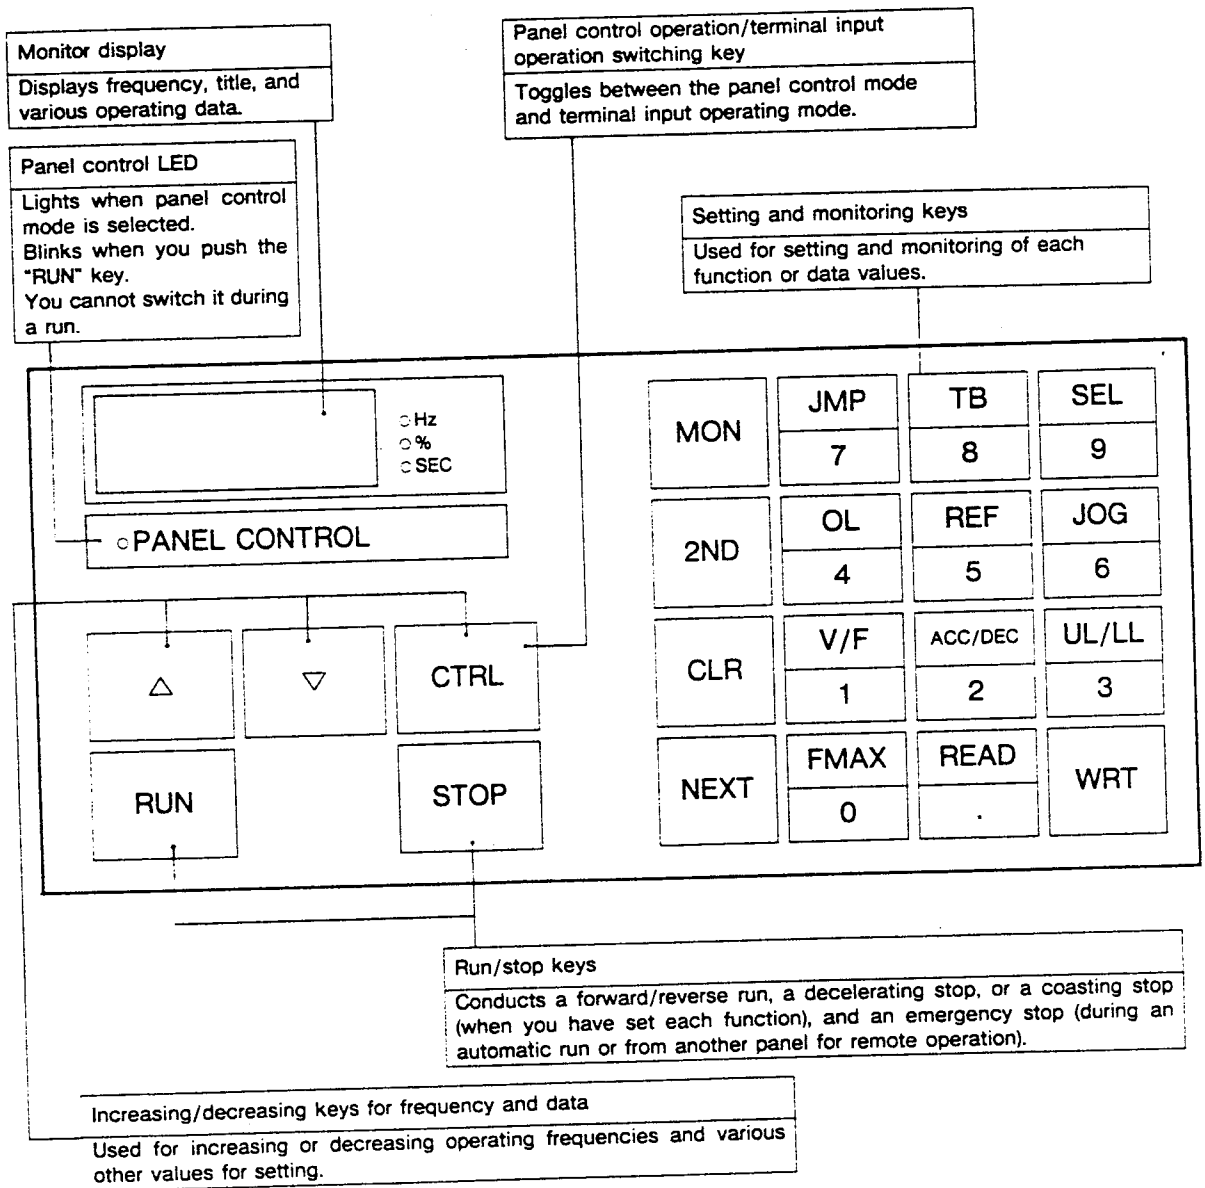 Monitor display
Displays frequency, title, and
various operating data.
Panel control operation/terminal input
operation switching key
Toggles between the panel control mode
and terminal input operating mode.
Panel control LED
Lights when panel control
mode is selected.
Blinks when you push the
"RUN" key.
You cannot switch it during
a run.
Setting and monitoring keys
Used for setting and monitoring of each
function or data values.
Hz
%
SEC
PANEL CONTROL
△
▽
CTRL
RUN
STOP
MON
JMP
7
TB
8
SEL
9
2ND
OL
4
REF
5
JOG
6
CLR
V/F
1
ACC/DEC
2
UL/LL
3
NEXT
FMAX
0
READ
.
WRT
Run/stop keys
Conducts a forward/reverse run, a decelerating stop, or a coasting stop
(when you have set each function), and an emergency stop (during an
automatic run or from another panel for remote operation).
Increasing/decreasing keys for frequency and data
Used for increasing or decreasing operating frequencies and various
other values for setting.